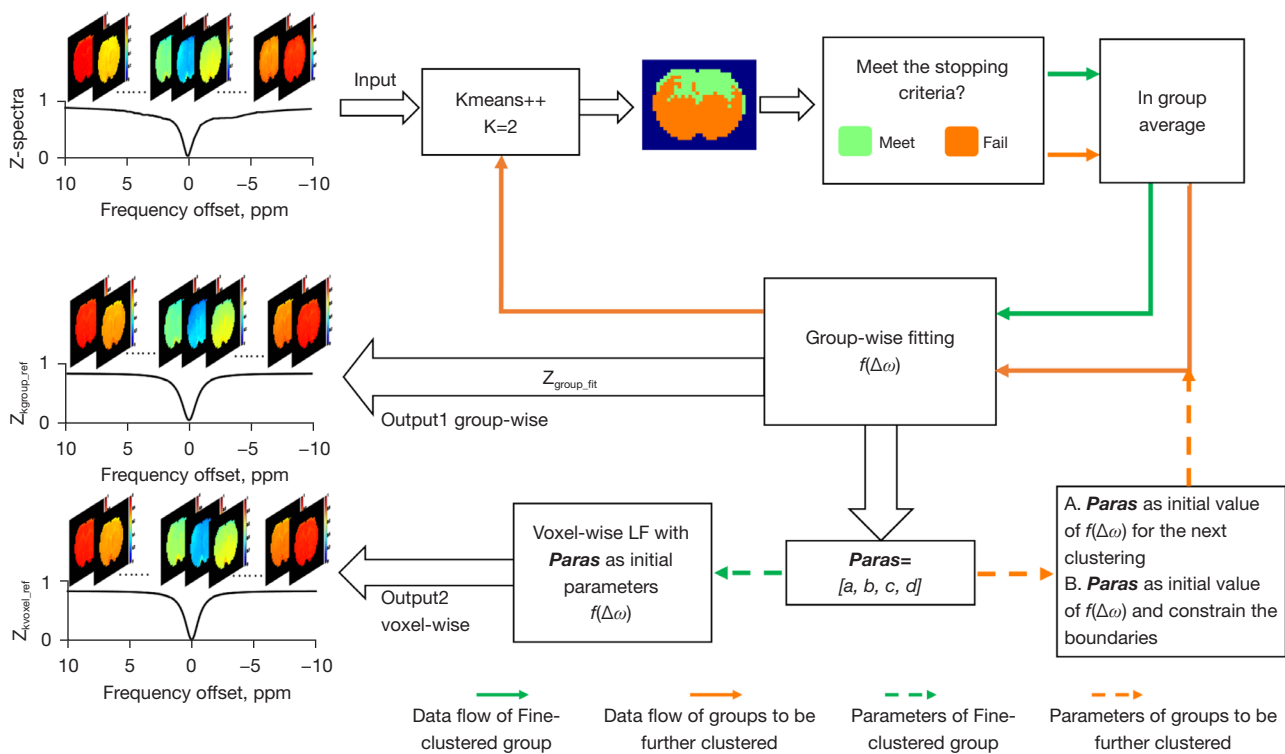 Z-spectra
1
0
10
5
0
−5
−10
Frequency offset, ppm
Input
Kmeans++
K=2
Meet the stopping
criteria?
Meet
Fail
In group
average
Z_kgroup_ref
1
0
10
5
0
−5
−10
Frequency offset, ppm
Z_group_fit
Output1 group-wise
Group-wise fitting
f(Δω)
Z_kvoxel_ref
1
0
10
5
0
−5
−10
Frequency offset, ppm
Output2
voxel-wise
Voxel-wise LF with
Paras as initial
parameters
f(Δω)
Paras=
[a, b, c, d]
A. Paras as initial value
of f(Δω) for the next
clustering
B. Paras as initial value
of f(Δω) and constrain the
boundaries
Data flow of Fine-
clustered group
Data flow of groups to be
further clustered
Parameters of Fine-
clustered group
Parameters of groups to be
further clustered